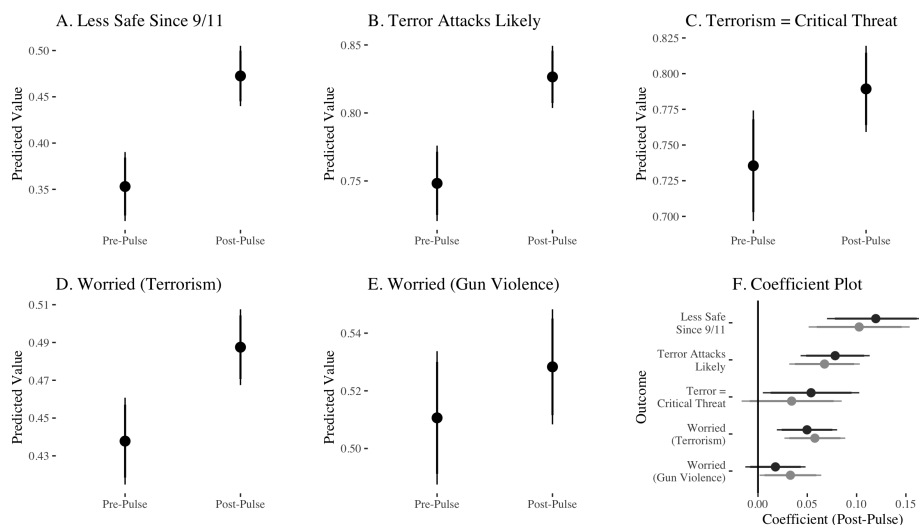 A. Less Safe Since 9/11
Predicted Value
0.50
0.45
0.40
0.35
Pre-Pulse
Post-Pulse
B. Terror Attacks Likely
Predicted Value
0.85
0.80
0.75
Pre-Pulse
Post-Pulse
C. Terrorism = Critical Threat
Predicted Value
0.825
0.800
0.775
0.750
0.725
0.700
Pre-Pulse
Post-Pulse
D. Worried (Terrorism)
Predicted Value
0.51
0.49
0.47
0.45
0.43
Pre-Pulse
Post-Pulse
E. Worried (Gun Violence)
Predicted Value
0.54
0.52
0.50
Pre-Pulse
Post-Pulse
F. Coefficient Plot
Outcome
Less Safe
Since 9/11
Terror Attacks
Likely
Terror =
Critical Threat
Worried
(Terrorism)
Worried
(Gun Violence)
0.00
0.05
0.10
0.15
Coefficient (Post-Pulse)